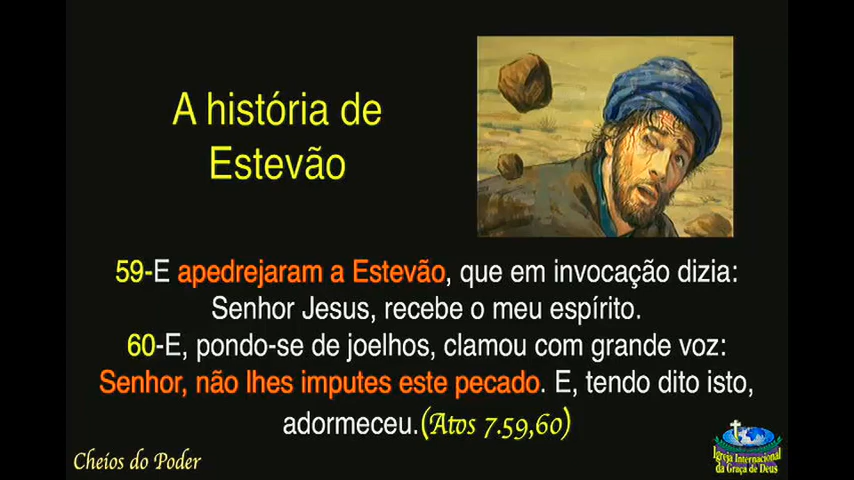 A história de
Estevão
59-E apedrejaram a Estevão, que em invocação dizia:
Senhor Jesus, recebe o meu espírito.
60-E, pondo-se de joelhos, clamou com grande voz:
Senhor, não lhes imputes este pecado. E, tendo dito isto,
adormeceu.(Atos 7.59,60)
Cheios do Poder
Igreja Internacional
da Graça de Deus